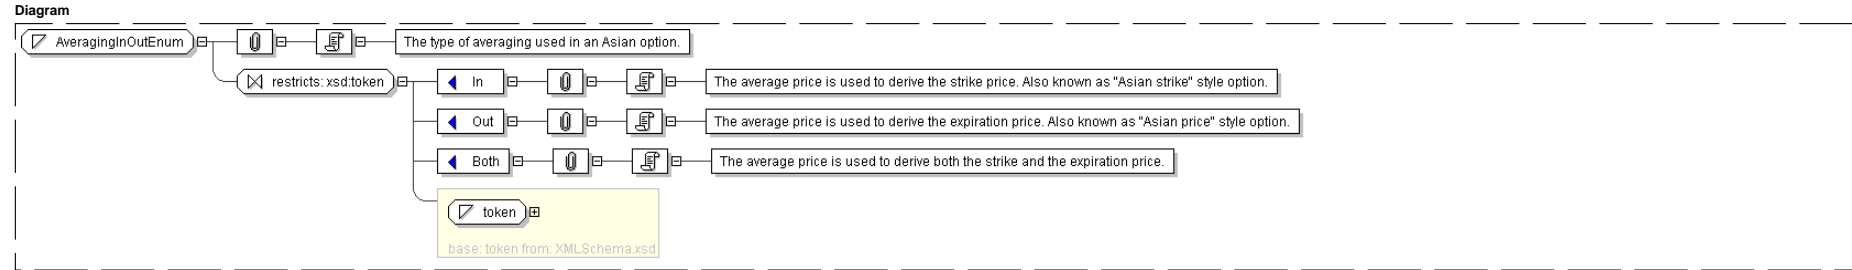 Diagram
AveragingInOutEnum
The type of averaging used in an Asian option.
restricts: xsd:token
In
The average price is used to derive the strike price. Also known as "Asian strike" style option.
Out
The average price is used to derive the expiration price. Also known as "Asian price" style option.
Both
The average price is used to derive both the strike and the expiration price.
token
base: token from: XMLSchema.xsd